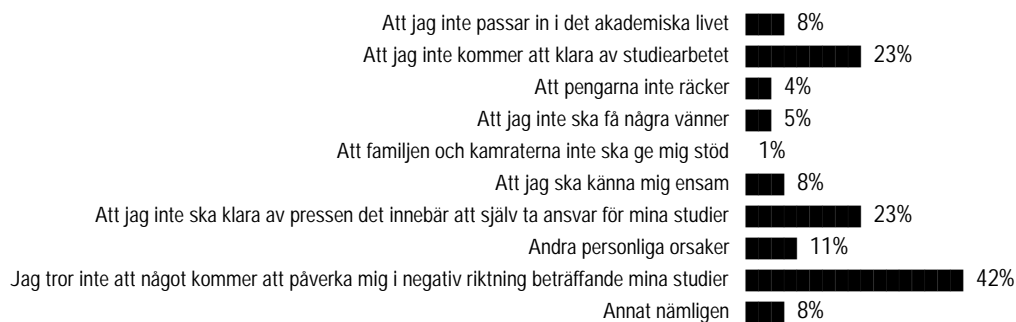 Att jag inte passar in i det akademiska livet 8%
Att jag inte kommer att klara av studiearbetet 23%
Att pengarna inte räcker 4%
Att jag inte ska få några vänner 5%
Att familjen och kamraterna inte ska ge mig stöd 1%
Att jag ska känna mig ensam 8%
Att jag inte ska klara av pressen det innebär att själv ta ansvar för mina studier 23%
Andra personliga orsaker 11%
Jag tror inte att något kommer att påverka mig i negativ riktning beträffande mina studier 42%
Annat nämligen 8%